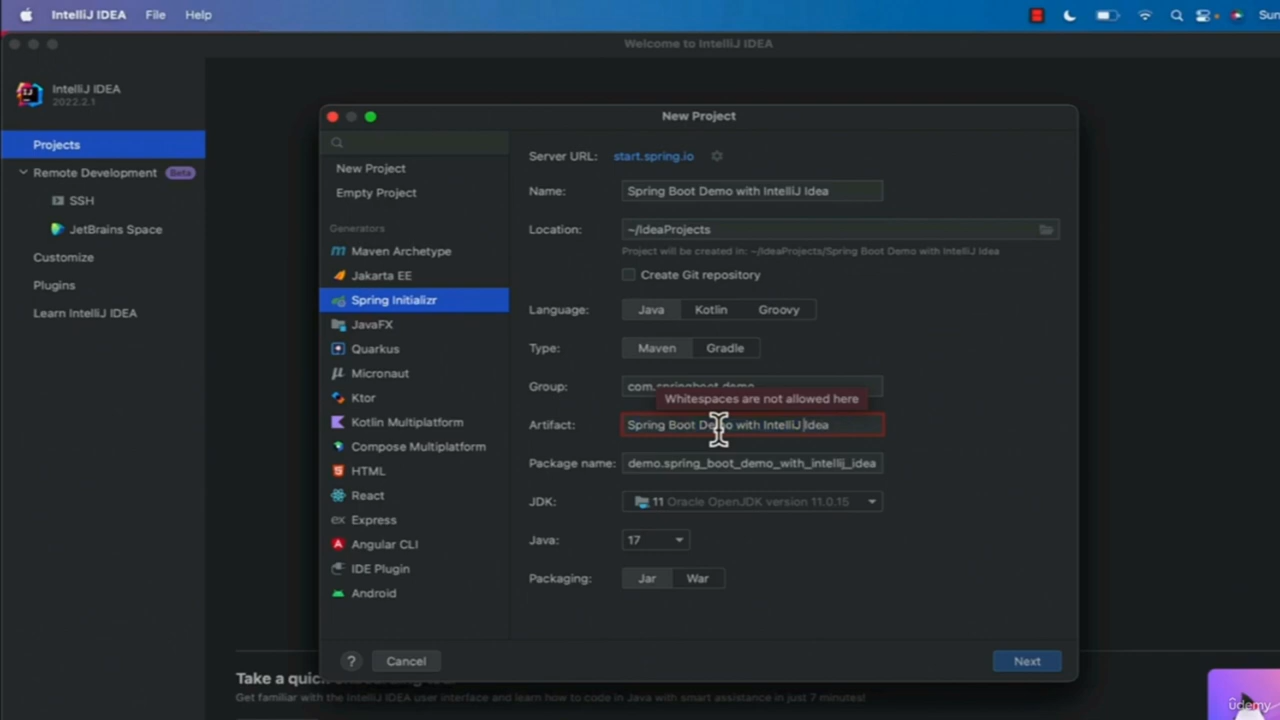 IntelliJ IDEA File Help Sun
Welcome to IntelliJ IDEA
IntelliJ IDEA
2022.2.1
Projects
Remote Development Beta
SSH
JetBrains Space
Customize
Plugins
Learn IntelliJ IDEA
New Project
New Project
Empty Project
Generators
Maven Archetype
Jakarta EE
Spring Initializr
JavaFX
Quarkus
Micronaut
Ktor
Kotlin Multiplatform
Compose Multiplatform
HTML
React
Express
Angular CLI
IDE Plugin
Android
Server URL: start.spring.io
Name: Spring Boot Demo with IntelliJ Idea
Location: ~/IdeaProjects
Project will be created in: ~/IdeaProjects/Spring Boot Demo with IntelliJ Idea
Create Git repository
Language: Java Kotlin Groovy
Type: Maven Gradle
Group: com.springboot.demo
Whitespaces are not allowed here
Artifact: Spring Boot Demo with IntelliJ Idea
Package name: demo.spring_boot_demo_with_intellij_idea
JDK: 11 Oracle OpenJDK version 11.0.15
Java: 17
Packaging: Jar War
? Cancel Next
Take a quick
Get familiar with the IntelliJ IDEA user interface and learn how to code in Java with smart assistance in just 7 minutes!
ûdemy